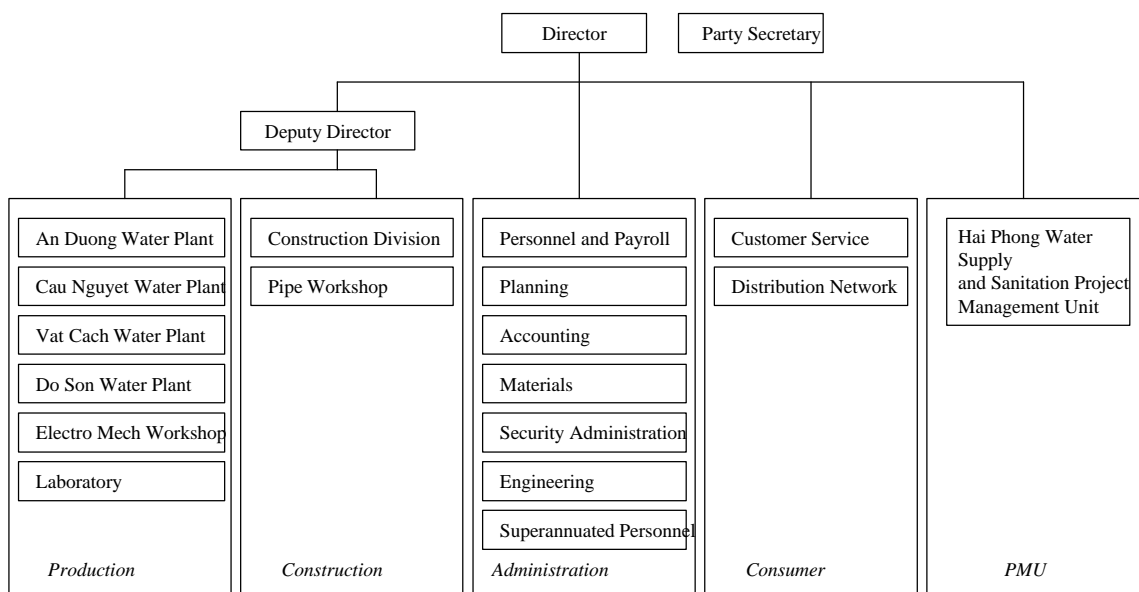 Director
Party Secretary
Deputy Director
An Duong Water Plant
Cau Nguyet Water Plant
Vat Cach Water Plant
Do Son Water Plant
Electro Mech Workshop
Laboratory
Production
Construction Division
Pipe Workshop
Construction
Personnel and Payroll
Planning
Accounting
Materials
Security Administration
Engineering
Superannuated Personnel
Administration
Customer Service
Distribution Network
Consumer
Hai Phong Water
Supply
and Sanitation Project
Management Unit
PMU